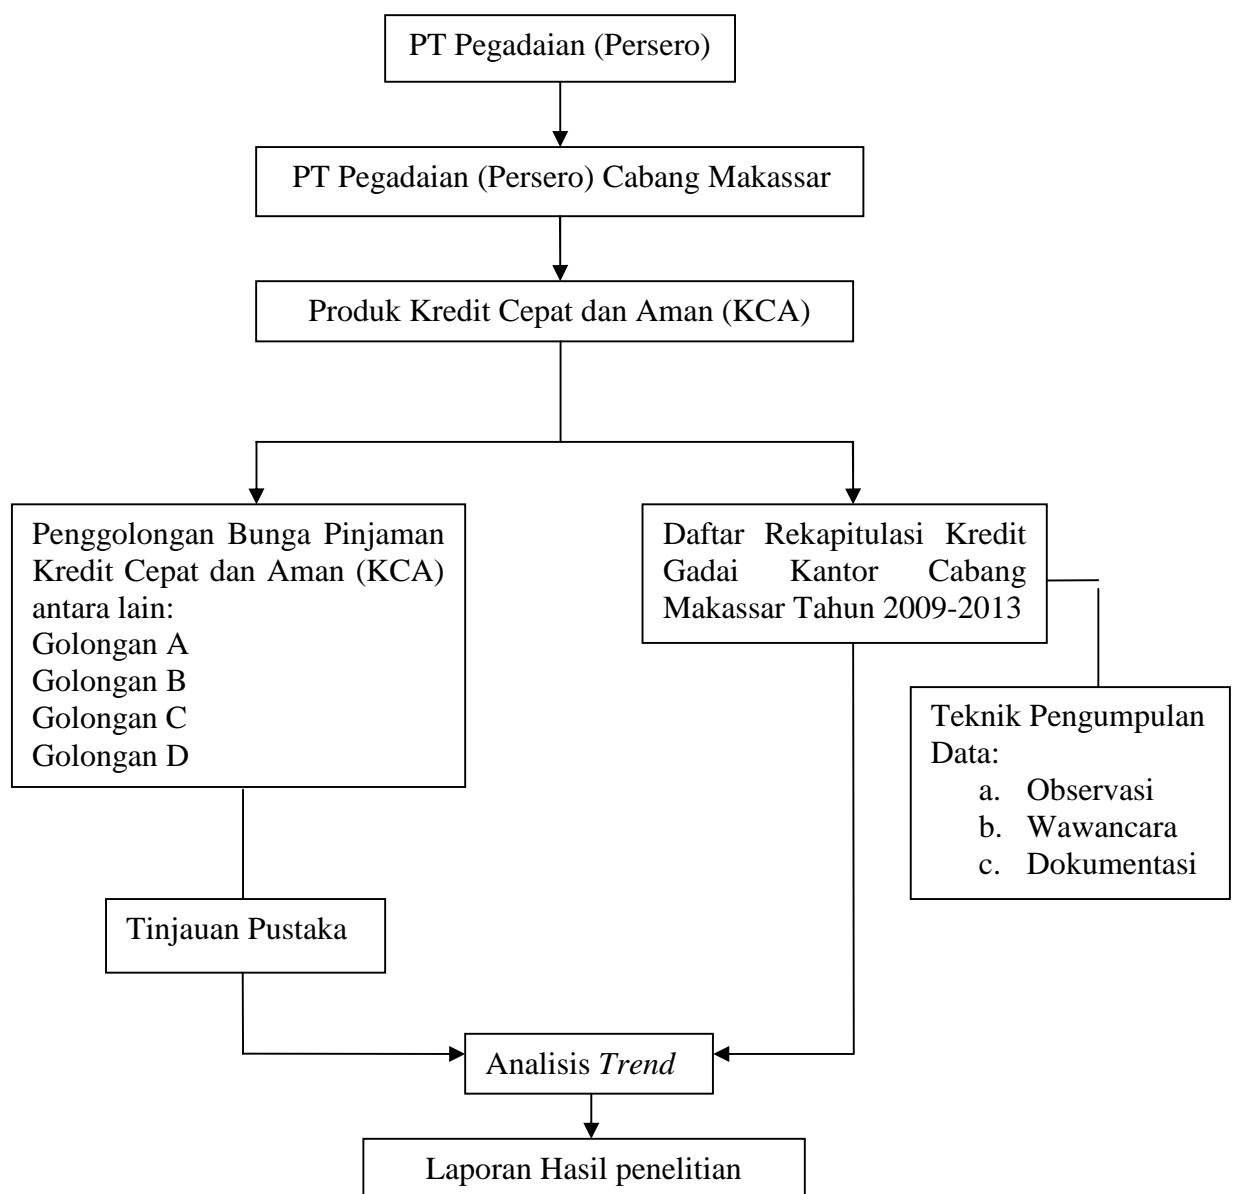 PT Pegadaian (Persero)
PT Pegadaian (Persero) Cabang Makassar
Produk Kredit Cepat dan Aman (KCA)
Penggolongan Bunga Pinjaman
Kredit Cepat dan Aman (KCA)
antara lain:
Golongan A
Golongan B
Golongan C
Golongan D
Daftar Rekapitulasi Kredit
Gadai Kantor Cabang
Makassar Tahun 2009-2013
Teknik Pengumpulan
Data:
a. Observasi
b. Wawancara
c. Dokumentasi
Tinjauan Pustaka
Analisis Trend
Laporan Hasil penelitian